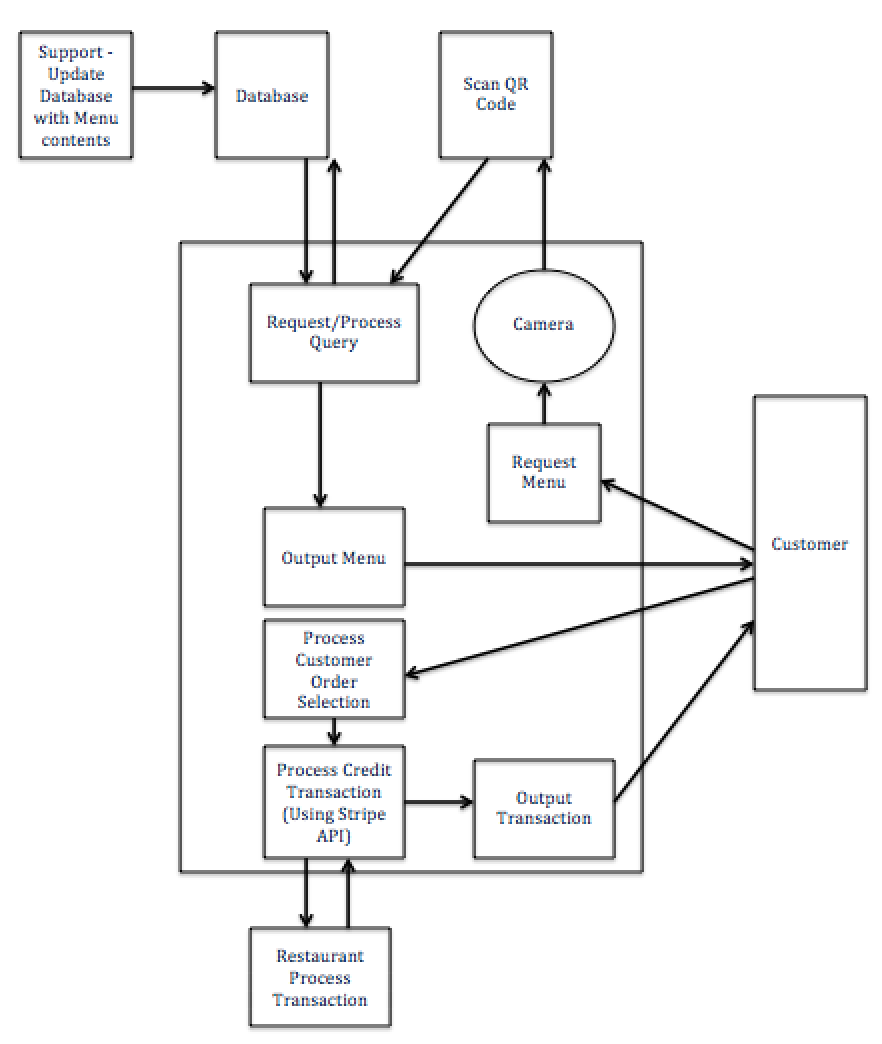 Support -
Update
Database
with Menu
contents
Database
Scan QR
Code
Request/Process
Query
Camera
Request
Menu
Customer
Output Menu
Process
Customer
Order
Selection
Process Credit
Transaction
(Using Stripe
API)
Output
Transaction
Restaurant
Process
Transaction